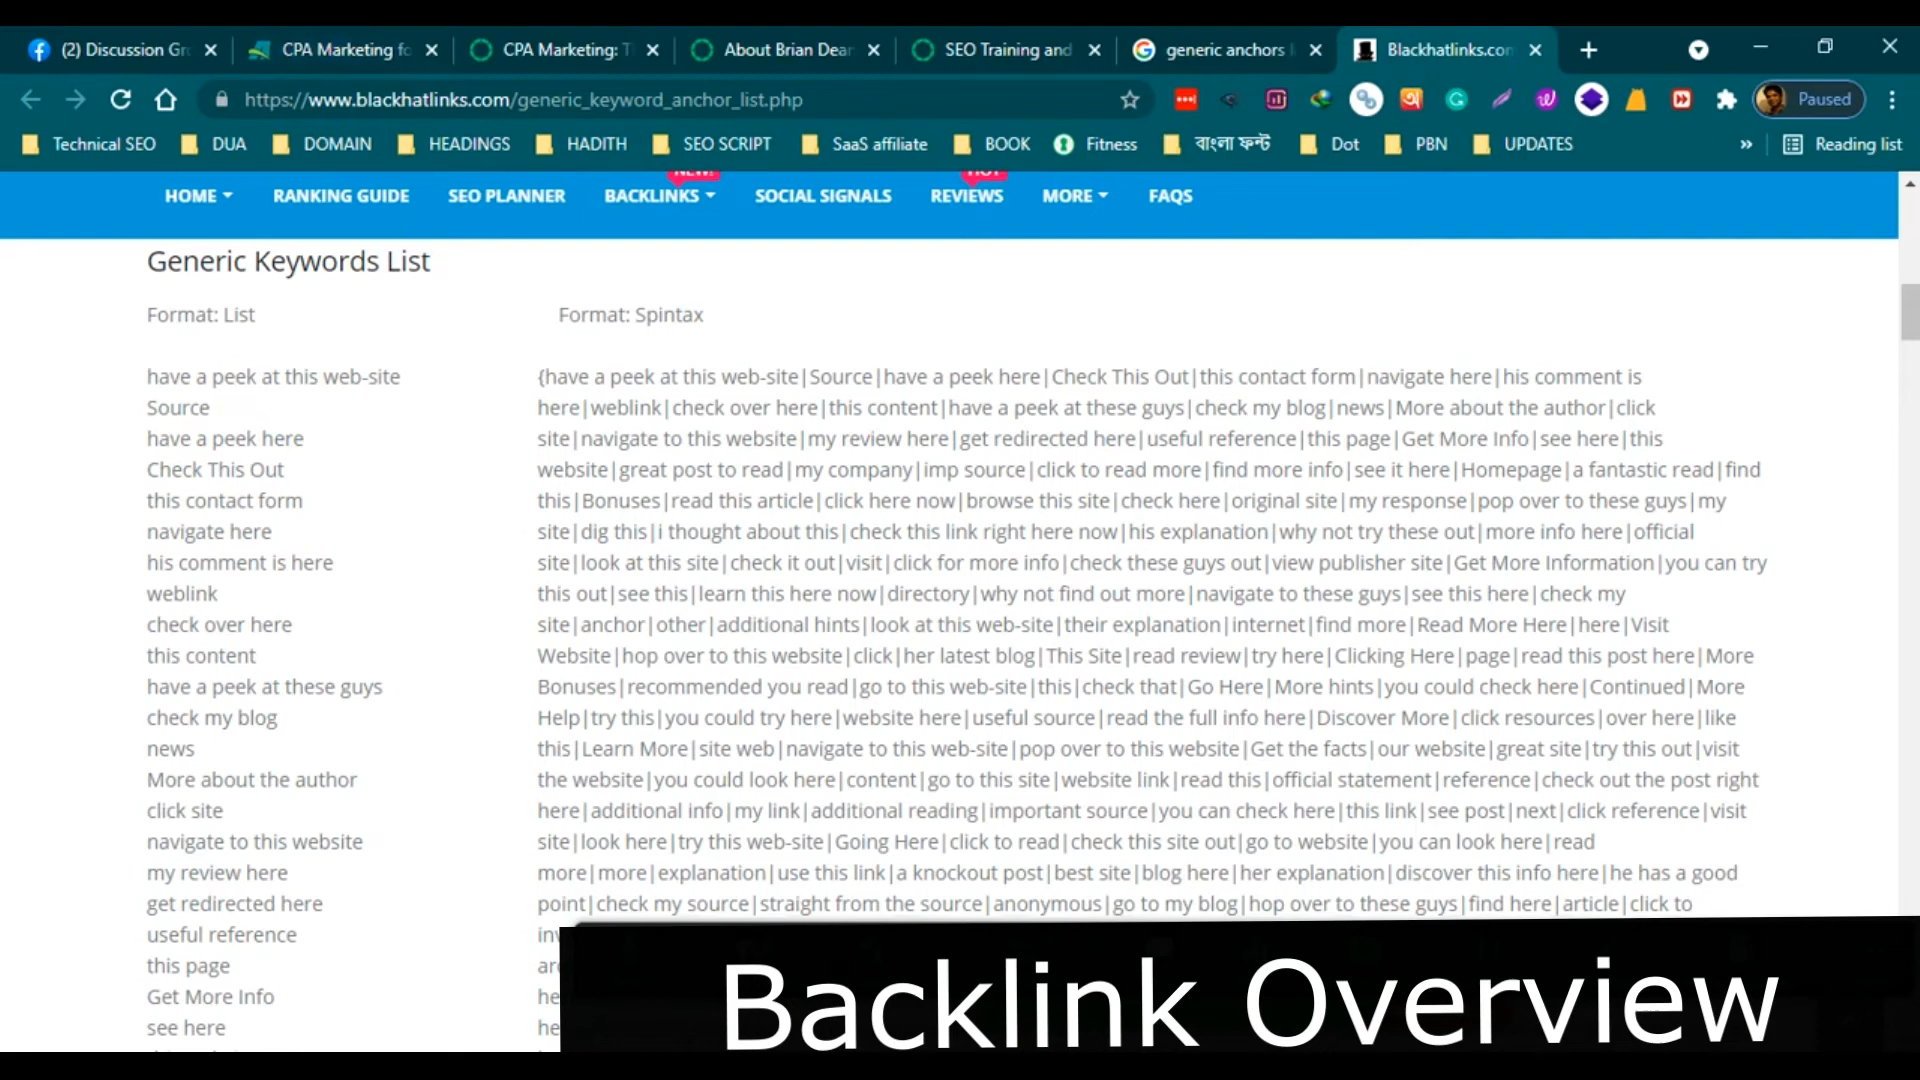 (2) Discussion Gr
CPA Marketing fo
CPA Marketing: T
About Brian Dean
SEO Training and
generic anchors l
Blackhatlinks.com
https://www.blackhatlinks.com/generic_keyword_anchor_list.php
Paused
Technical SEO
DUA
DOMAIN
HEADINGS
HADITH
SEO SCRIPT
SaaS affiliate
BOOK
Fitness
বাংলা ফন্ট
Dot
PBN
UPDATES
»
Reading list
NEW!
HOT
HOME
RANKING GUIDE
SEO PLANNER
BACKLINKS
SOCIAL SIGNALS
REVIEWS
MORE
FAQS
Generic Keywords List
Format: List
Format: Spintax
have a peek at this web-site
Source
have a peek here
Check This Out
this contact form
navigate here
his comment is here
weblink
check over here
this content
have a peek at these guys
check my blog
news
More about the author
click site
navigate to this website
my review here
get redirected here
useful reference
this page
Get More Info
see here
{have a peek at this web-site|Source|have a peek here|Check This Out|this contact form|navigate here|his comment is
here|weblink|check over here|this content|have a peek at these guys|check my blog|news|More about the author|click
site|navigate to this website|my review here|get redirected here|useful reference|this page|Get More Info|see here|this
website|great post to read|my company|imp source|click to read more|find more info|see it here|Homepage|a fantastic read|find
this|Bonuses|read this article|click here now|browse this site|check here|original site|my response|pop over to these guys|my
site|dig this|i thought about this|check this link right here now|his explanation|why not try these out|more info here|official
site|look at this site|check it out|visit|click for more info|check these guys out|view publisher site|Get More Information|you can try
this out|see this|learn this here now|directory|why not find out more|navigate to these guys|see this here|check my
site|anchor|other|additional hints|look at this web-site|their explanation|internet|find more|Read More Here|here|Visit
Website|hop over to this website|click|her latest blog|This Site|read review|try here|Clicking Here|page|read this post here|More
Bonuses|recommended you read|go to this web-site|this|check that|Go Here|More hints|you could check here|Continued|More
Help|try this|you could try here|website here|useful source|read the full info here|Discover More|click resources|over here|like
this|Learn More|site web|navigate to this web-site|pop over to this website|Get the facts|our website|great site|try this out|visit
the website|you could look here|content|go to this site|website link|read this|official statement|reference|check out the post right
here|additional info|my link|additional reading|important source|you can check here|this link|see post|next|click reference|visit
site|look here|try this web-site|Going Here|click to read|check this site out|go to website|you can look here|read
more|more|explanation|use this link|a knockout post|best site|blog here|her explanation|discover this info here|he has a good
point|check my source|straight from the source|anonymous|go to my blog|hop over to these guys|find here|article|click to
Backlink Overview